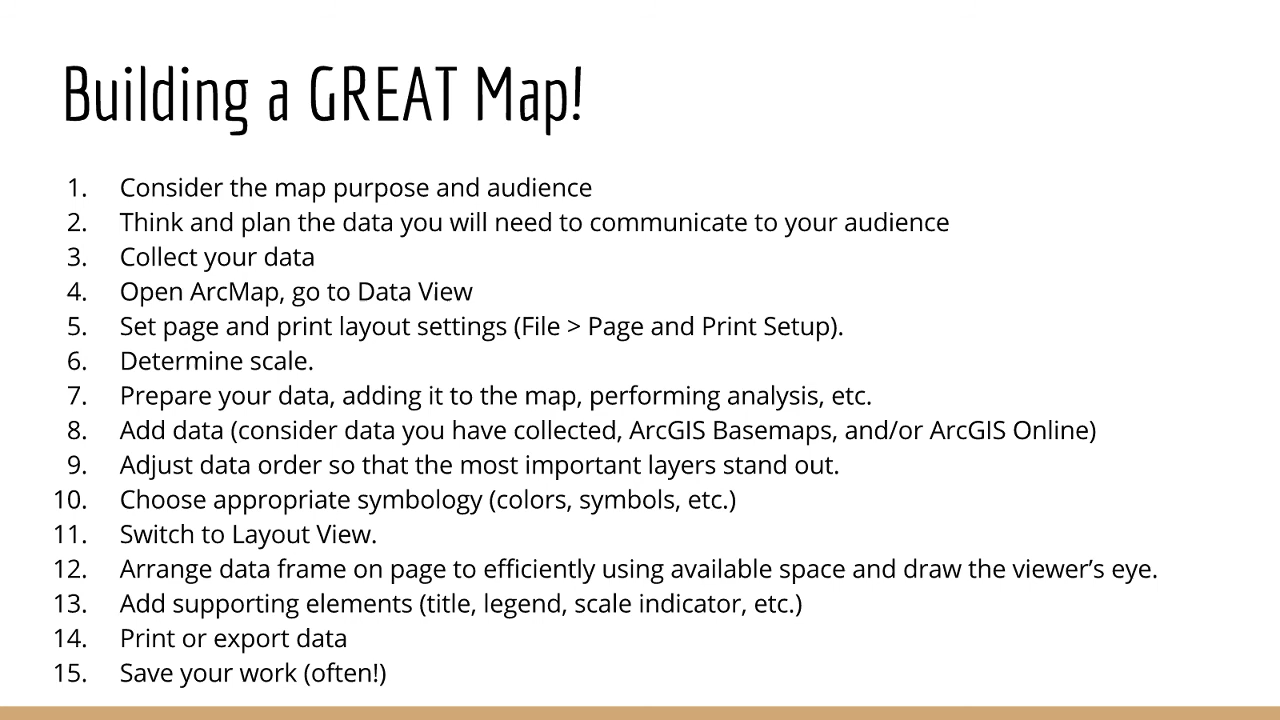 Building a GREAT Map!
1. Consider the map purpose and audience
2. Think and plan the data you will need to communicate to your audience
3. Collect your data
4. Open ArcMap, go to Data View
5. Set page and print layout settings (File > Page and Print Setup).
6. Determine scale.
7. Prepare your data, adding it to the map, performing analysis, etc.
8. Add data (consider data you have collected, ArcGIS Basemaps, and/or ArcGIS Online)
9. Adjust data order so that the most important layers stand out.
10. Choose appropriate symbology (colors, symbols, etc.)
11. Switch to Layout View.
12. Arrange data frame on page to efficiently using available space and draw the viewer’s eye.
13. Add supporting elements (title, legend, scale indicator, etc.)
14. Print or export data
15. Save your work (often!)